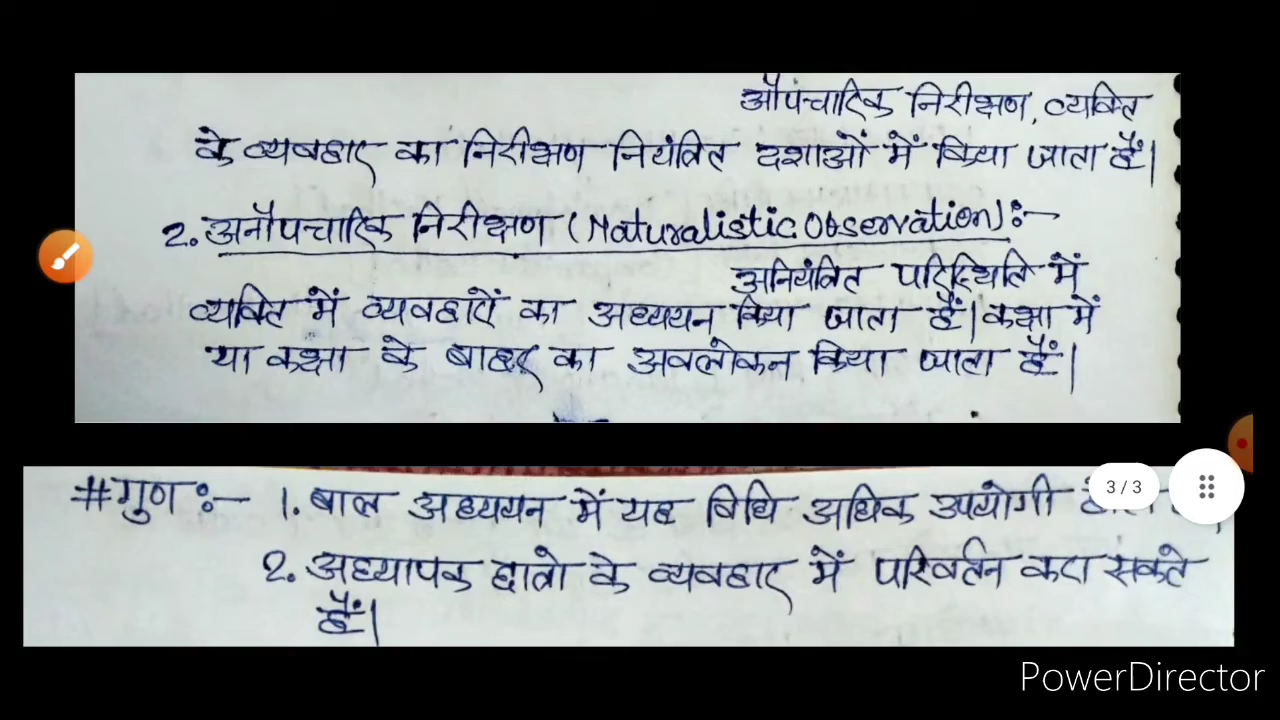 औपचारिक निरीक्षण, व्यक्ति
के व्यवहार का निरीक्षण नियंत्रित दशाओं में किया जाता हैं।
2. अनौपचारिक निरीक्षण (Naturalistic Observation):-
अनियंत्रित परिस्थिति में
व्यक्ति में व्यवहारों का अध्ययन किया जाता हैं। कक्षा में
या कक्षा के बाहर का अवलोकन किया जाता हैं।
#गुण:- 1. बाल अध्ययन में यह विधि अधिक उपयोगी
3/3
2. अध्यापक छात्रो के व्यवहार में परिवर्तन करा सकते
हैं।
PowerDirector